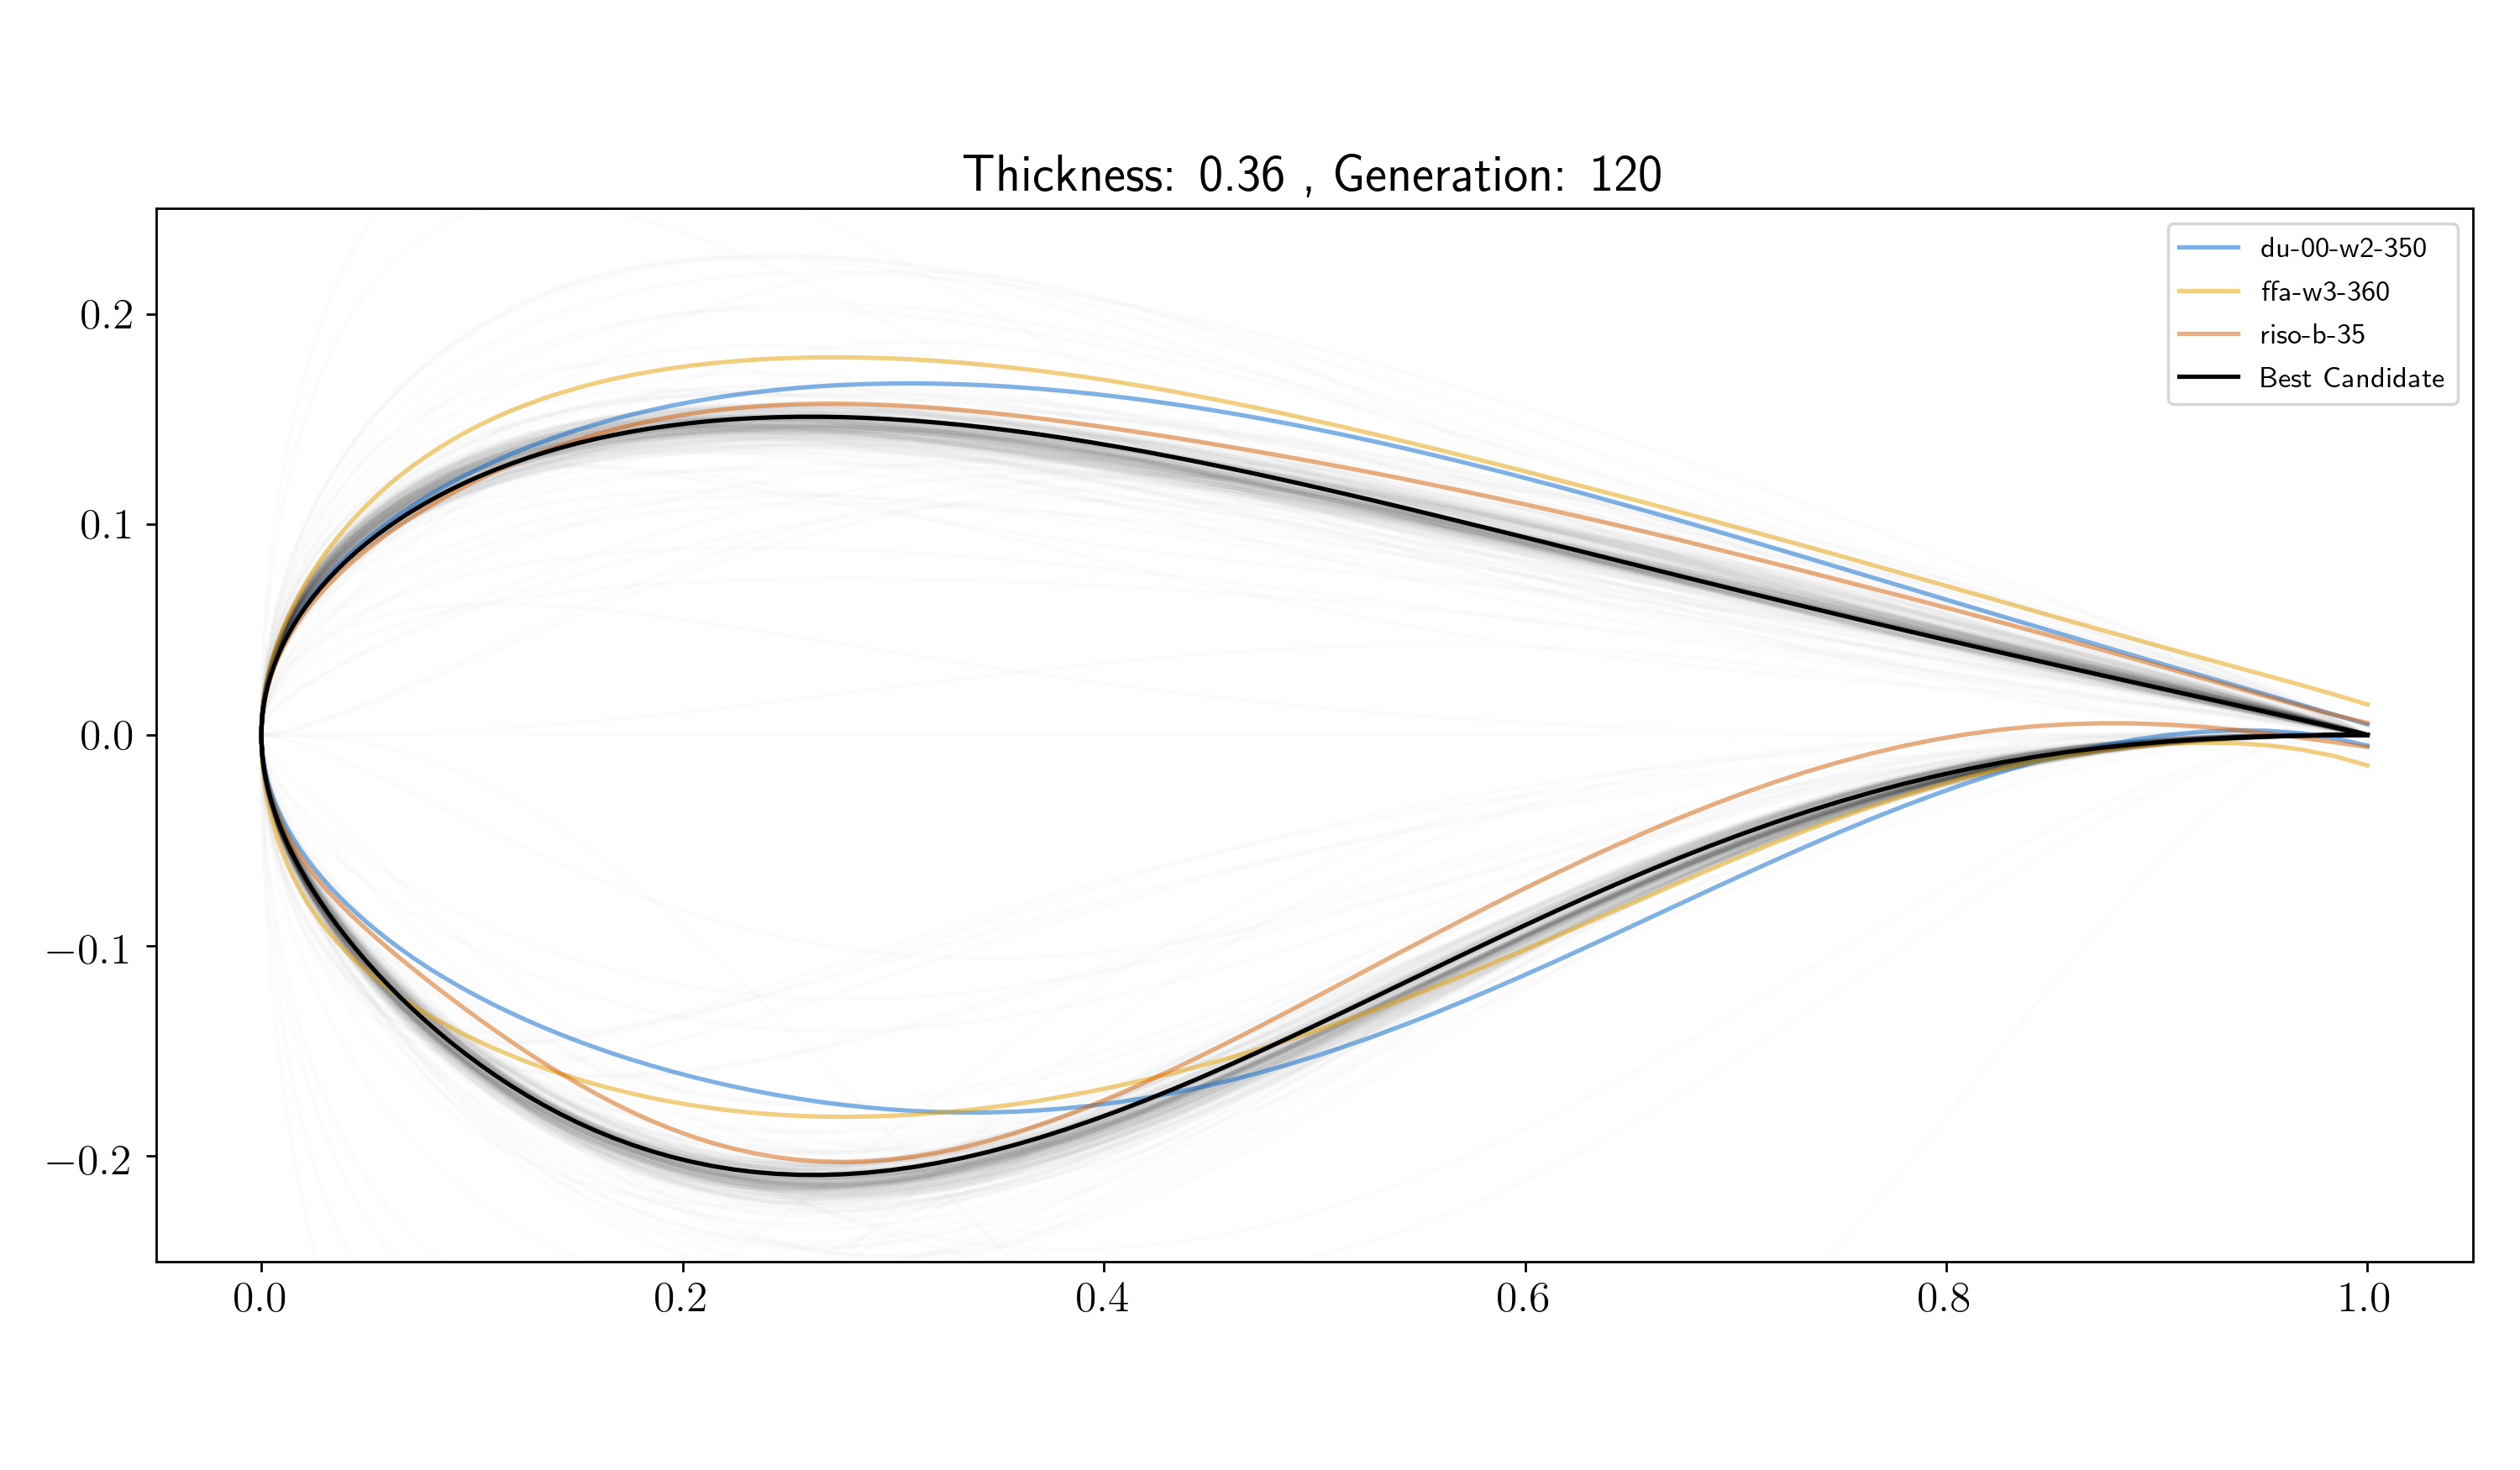 Thickness: 0.36 , Generation: 120
du-00-w2-350
ffa-w3-360
riso-b-35
Best Candidate
0.2
0.1
0.0
−0.1
−0.2
0.0 0.2 0.4 0.6 0.8 1.0